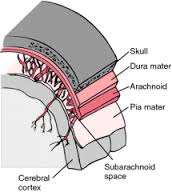 Skull
Dura mater
Arachnoid
Pia mater
Subarachnoid
space
Cerebral
cortex